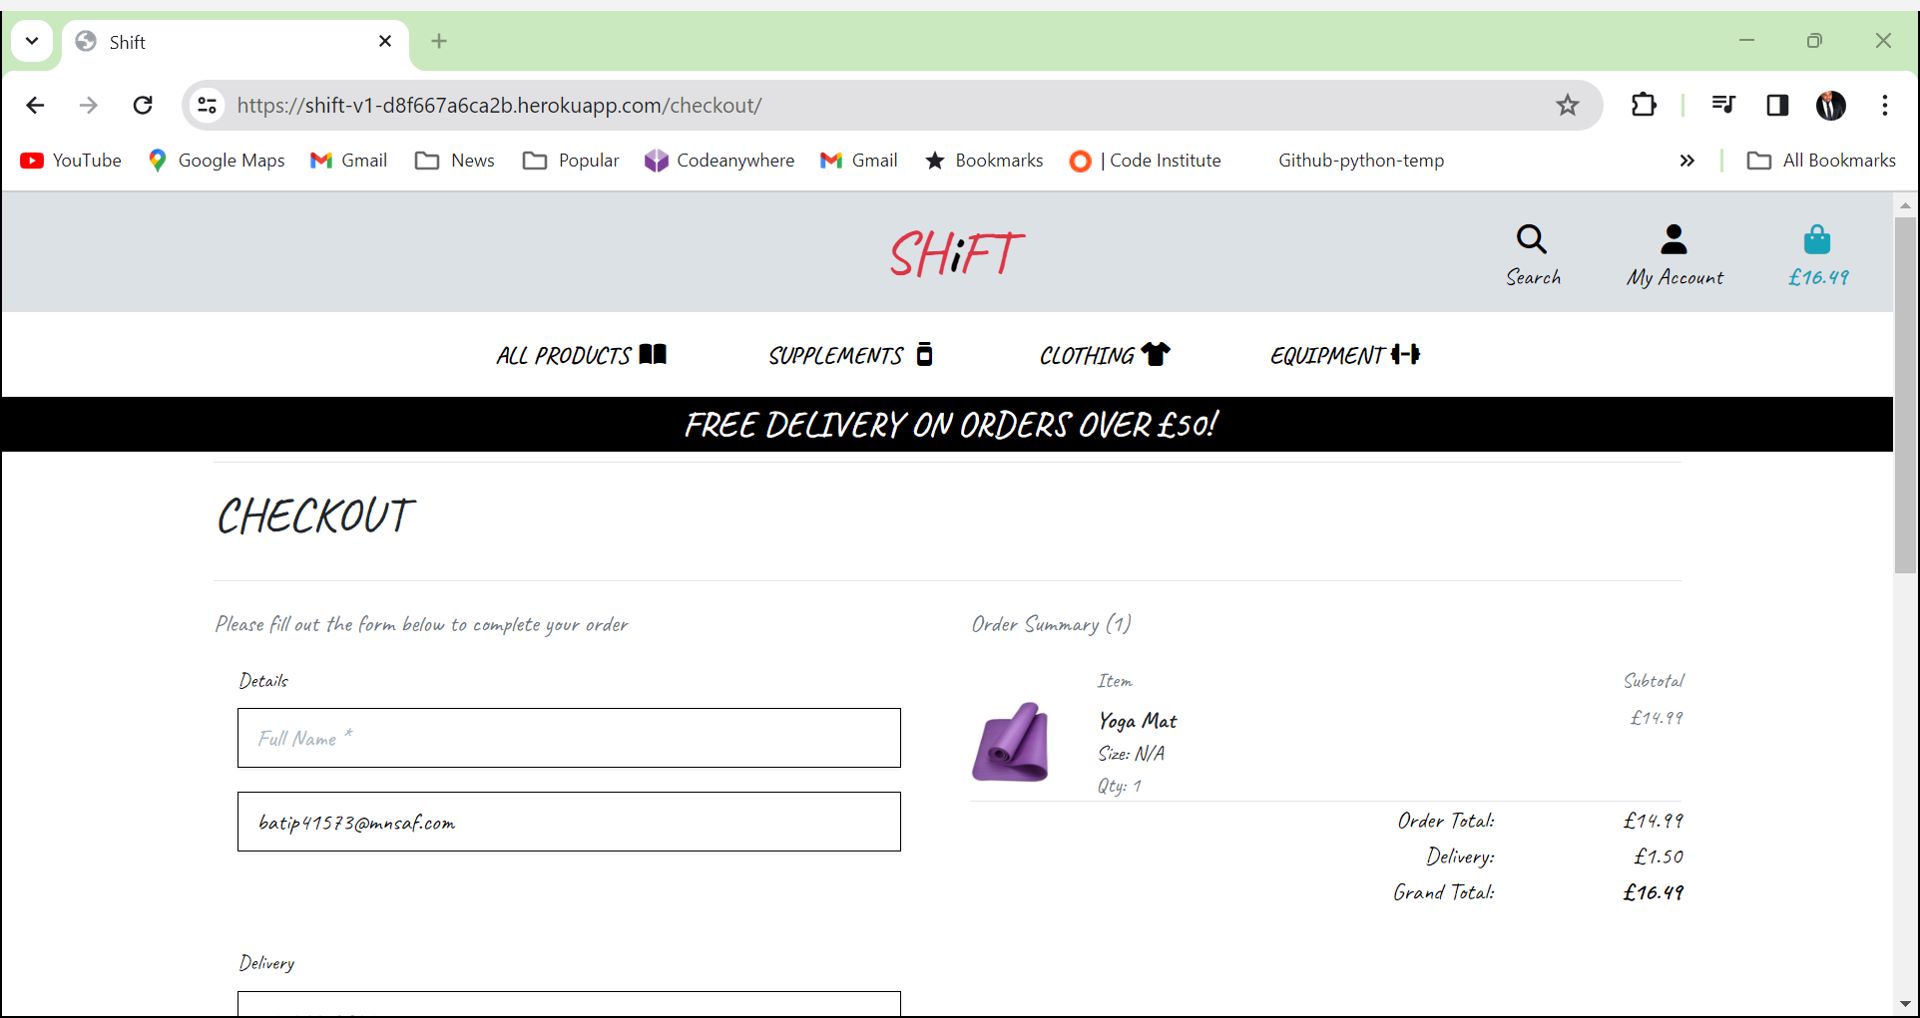 Shift
https://shift-v1-d8f667a6ca2b.herokuapp.com/checkout/
YouTube Google Maps Gmail News Popular Codeanywhere Gmail Bookmarks | Code Institute Github-python-temp » All Bookmarks
SHiFT
Search My Account £16.49
ALL PRODUCTS SUPPLEMENTS CLOTHING EQUIPMENT
FREE DELIVERY ON ORDERS OVER £50!
CHECKOUT
Please fill out the form below to complete your order
Details
Full Name *
batip41573@mnsaf.com
Delivery
Order Summary (1)
Item Subtotal
Yoga Mat £14.99
Size: N/A
Qty: 1
Order Total: £14.99
Delivery: £1.50
Grand Total: £16.49